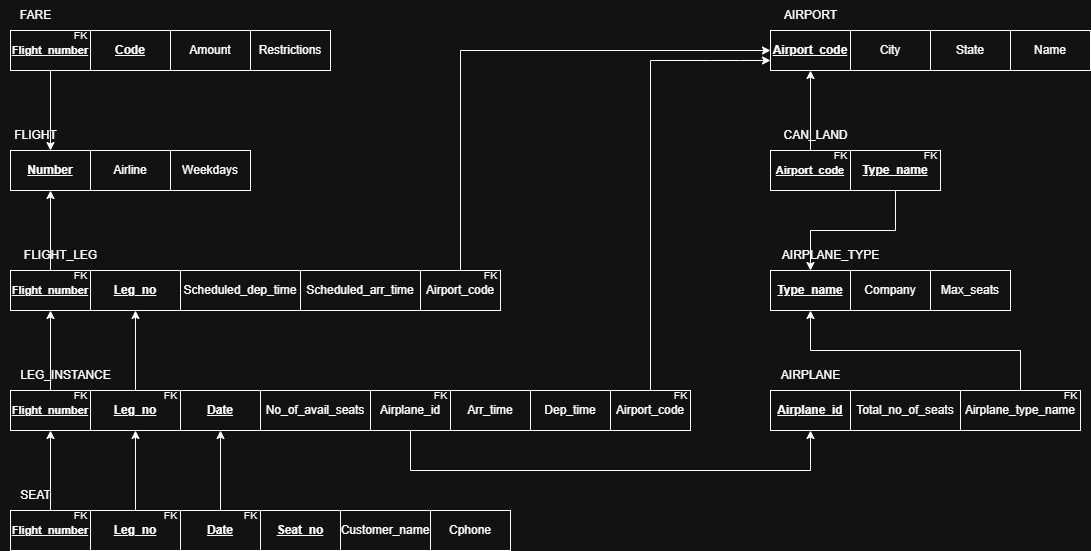 FARE
FK
Flight_number Code Amount Restrictions
AIRPORT
Airport_code City State Name
FLIGHT
Number Airline Weekdays
CAN_LAND
FK FK
Airport_code Type_name
FLIGHT_LEG
FK FK
Flight_number Leg_no Scheduled_dep_time Scheduled_arr_time Airport_code
AIRPLANE_TYPE
Type_name Company Max_seats
LEG_INSTANCE
FK FK FK FK
Flight_number Leg_no Date No_of_avail_seats Airplane_id Arr_time Dep_time Airport_code
AIRPLANE
FK
Airplane_id Total_no_of_seats Airplane_type_name
SEAT
FK FK FK
Flight_number Leg_no Date Seat_no Customer_name Cphone